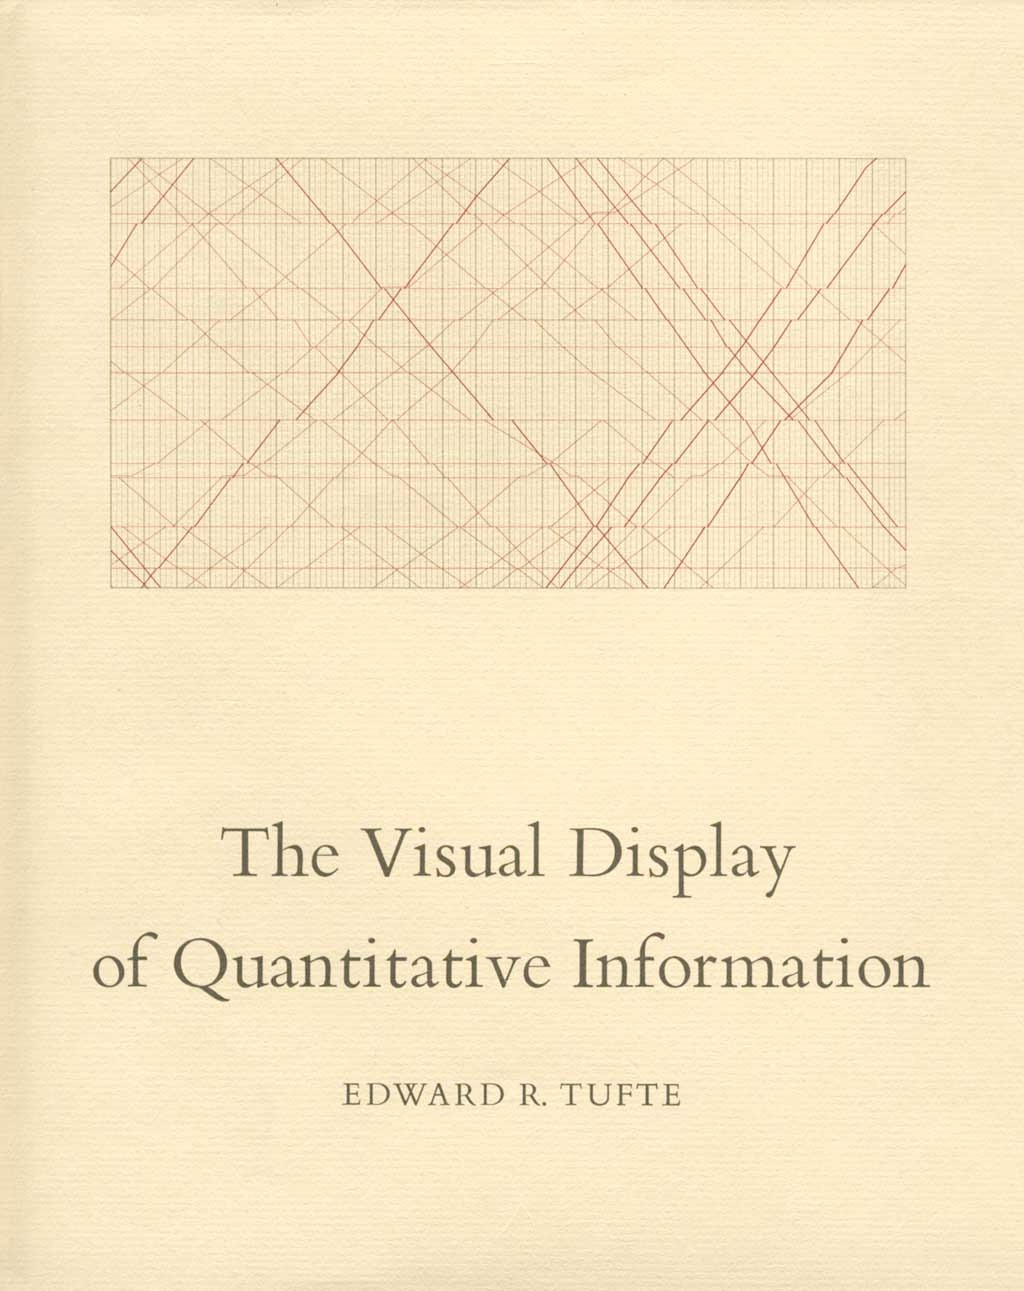 The Visual Display
of Quantitative Information
EDWARD R. TUFTE